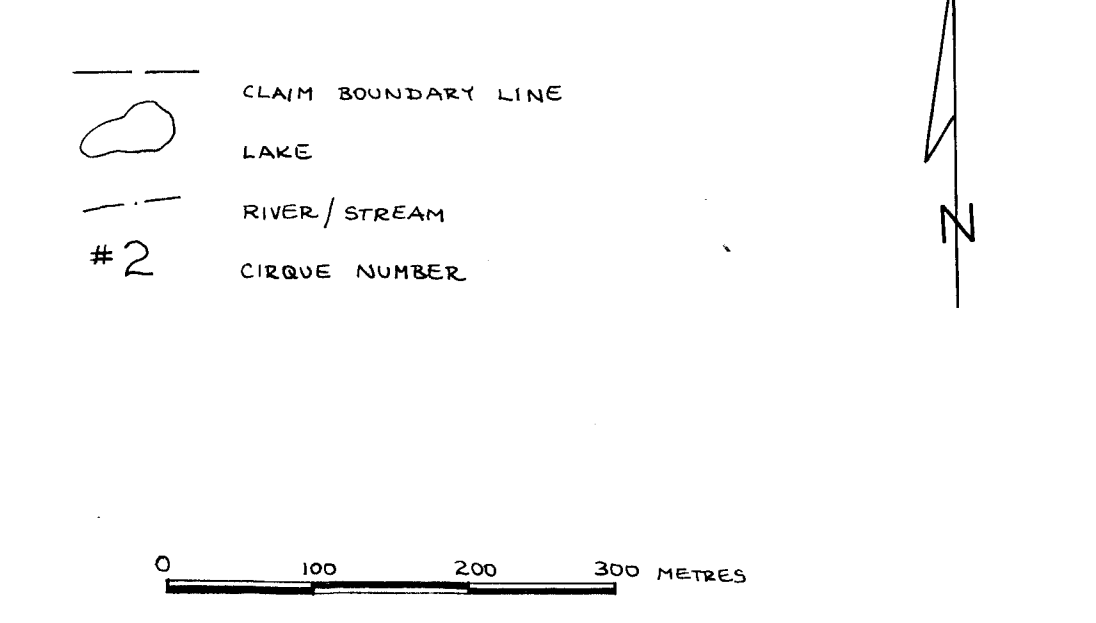 CLAIM BOUNDARY LINE
LAKE
RIVER/STREAM
#2 CIRQUE NUMBER
N
0 100 200 300 METRES